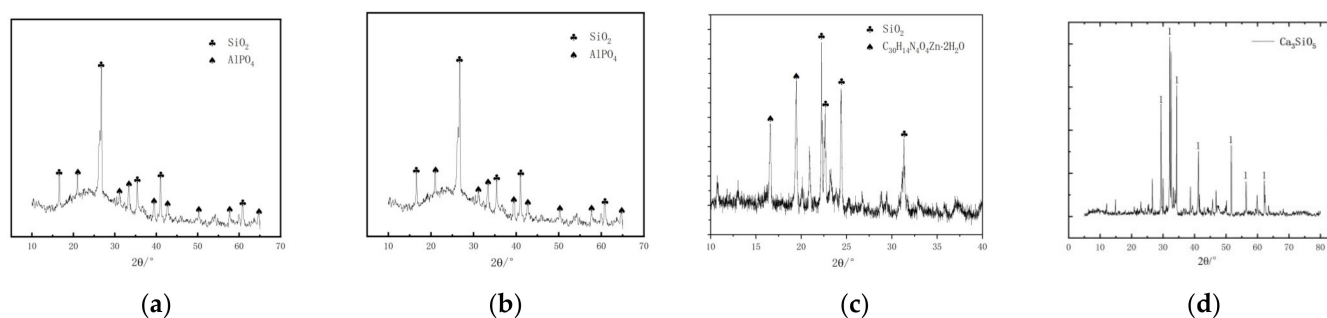 ♣ SiO₂
♠ AlPO₄
10 20 30 40 50 60 70
2θ/°
(a)
♣ SiO₂
♠ AlPO₄
10 20 30 40 50 60 70
2θ/°
(b)
♣ SiO₂
♠ C₃₀H₁₄N₄O₄Zn·2H₂O
10 15 20 25 30 35 40
2θ/°
(c)
Ca₃SiO₅
1
1
1
1
1
1 1
0 10 20 30 40 50 60 70 80
2θ/°
(d)